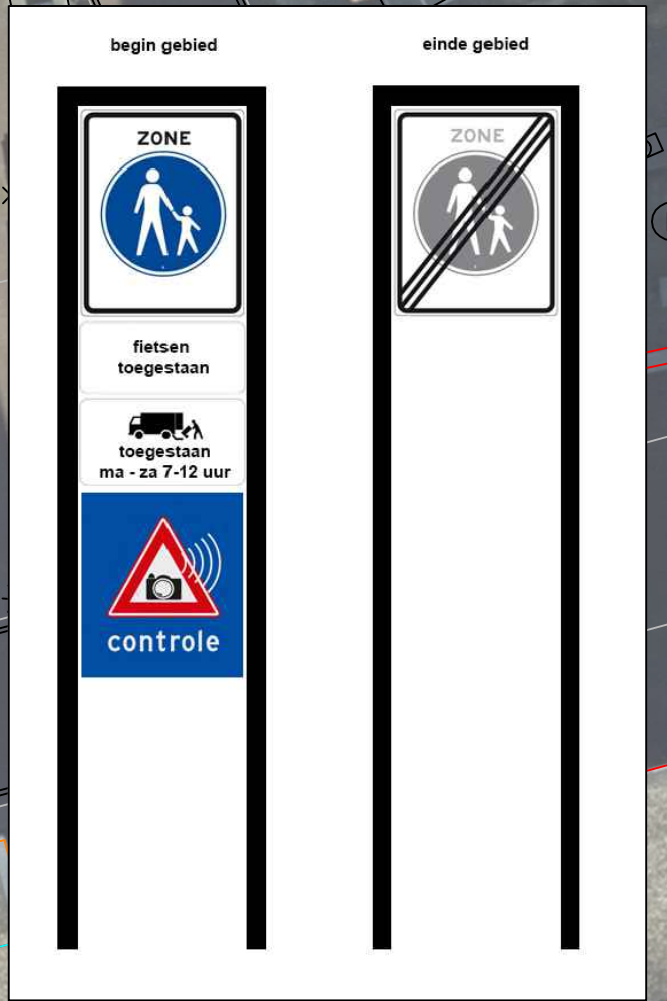 begin gebied
ZONE
fietsen
toegestaan
toegestaan
ma - za 7-12 uur
controle
einde gebied
ZONE